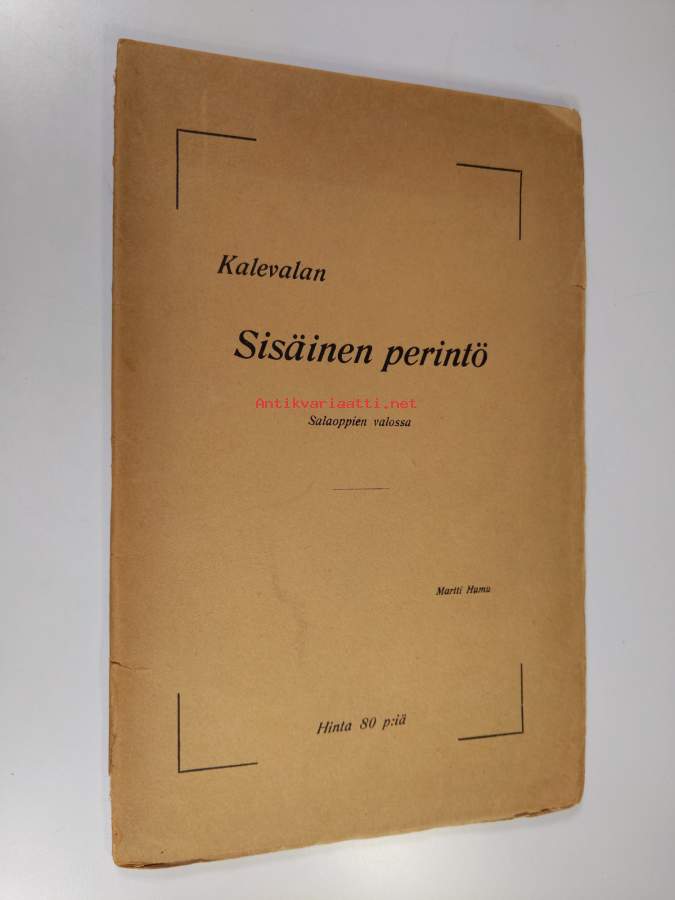 Kalevalan
Sisäinen perintö
Antikvariaatti.net
Salaoppien valossa
Martti Humu
Hinta 80 p:iä